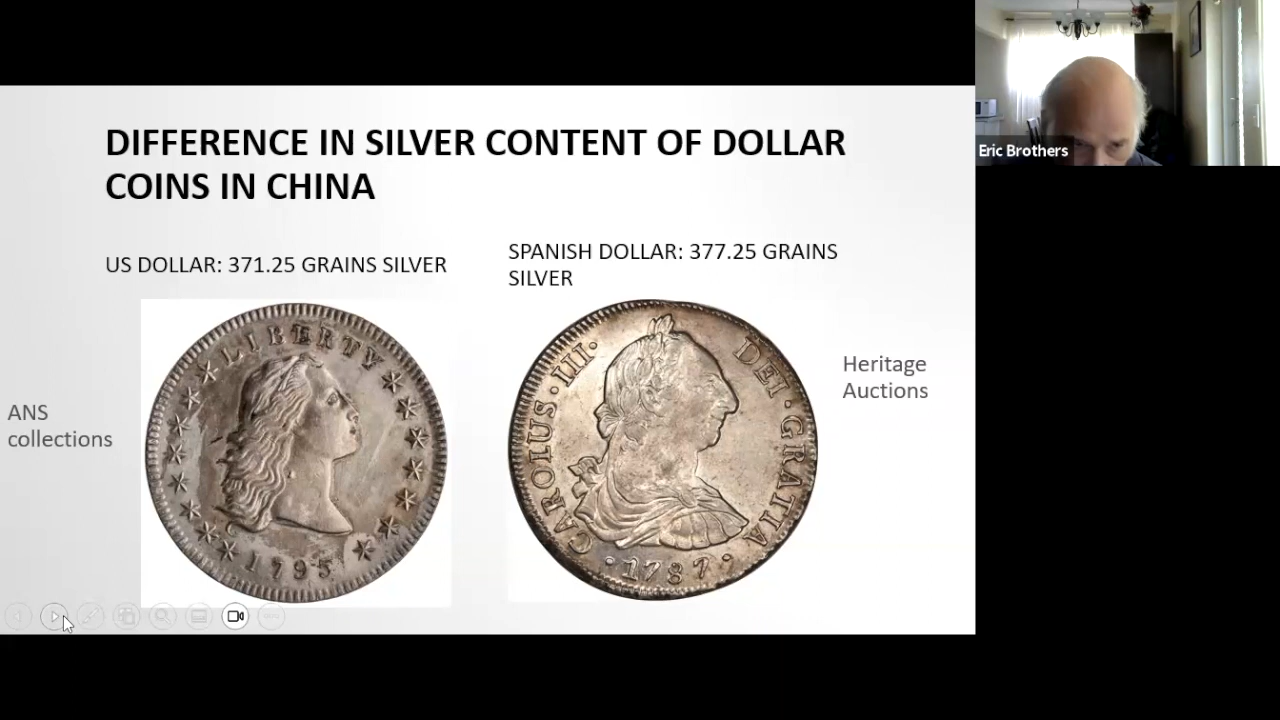 DIFFERENCE IN SILVER CONTENT OF DOLLAR
COINS IN CHINA
US DOLLAR: 371.25 GRAINS SILVER
SPANISH DOLLAR: 377.25 GRAINS
SILVER
ANS
collections
LIBERTY
1795
CAROLUS·III· DEI·GRATIA
·1787·
Heritage
Auctions
Eric Brothers